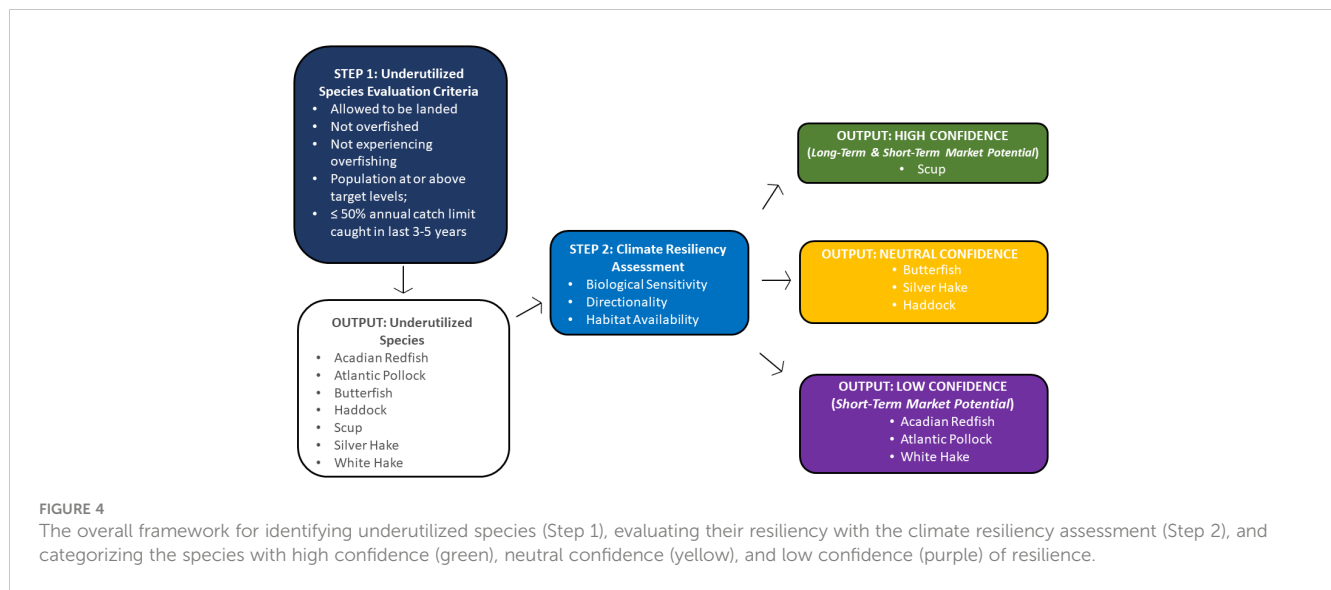 STEP 1: Underutilized
Species Evaluation Criteria
• Allowed to be landed
• Not overfished
• Not experiencing
overfishing
• Population at or above
target levels;
• ≤ 50% annual catch limit
caught in last 3-5 years
OUTPUT: Underutilized
Species
• Acadian Redfish
• Atlantic Pollock
• Butterfish
• Haddock
• Scup
• Silver Hake
• White Hake
STEP 2: Climate Resiliency
Assessment
• Biological Sensitivity
• Directionality
• Habitat Availability
OUTPUT: HIGH CONFIDENCE
(Long-Term & Short-Term Market Potential)
• Scup
OUTPUT: NEUTRAL CONFIDENCE
• Butterfish
• Silver Hake
• Haddock
OUTPUT: LOW CONFIDENCE
(Short-Term Market Potential)
• Acadian Redfish
• Atlantic Pollock
• White Hake
FIGURE 4
The overall framework for identifying underutilized species (Step 1), evaluating their resiliency with the climate resiliency assessment (Step 2), and
categorizing the species with high confidence (green), neutral confidence (yellow), and low confidence (purple) of resilience.